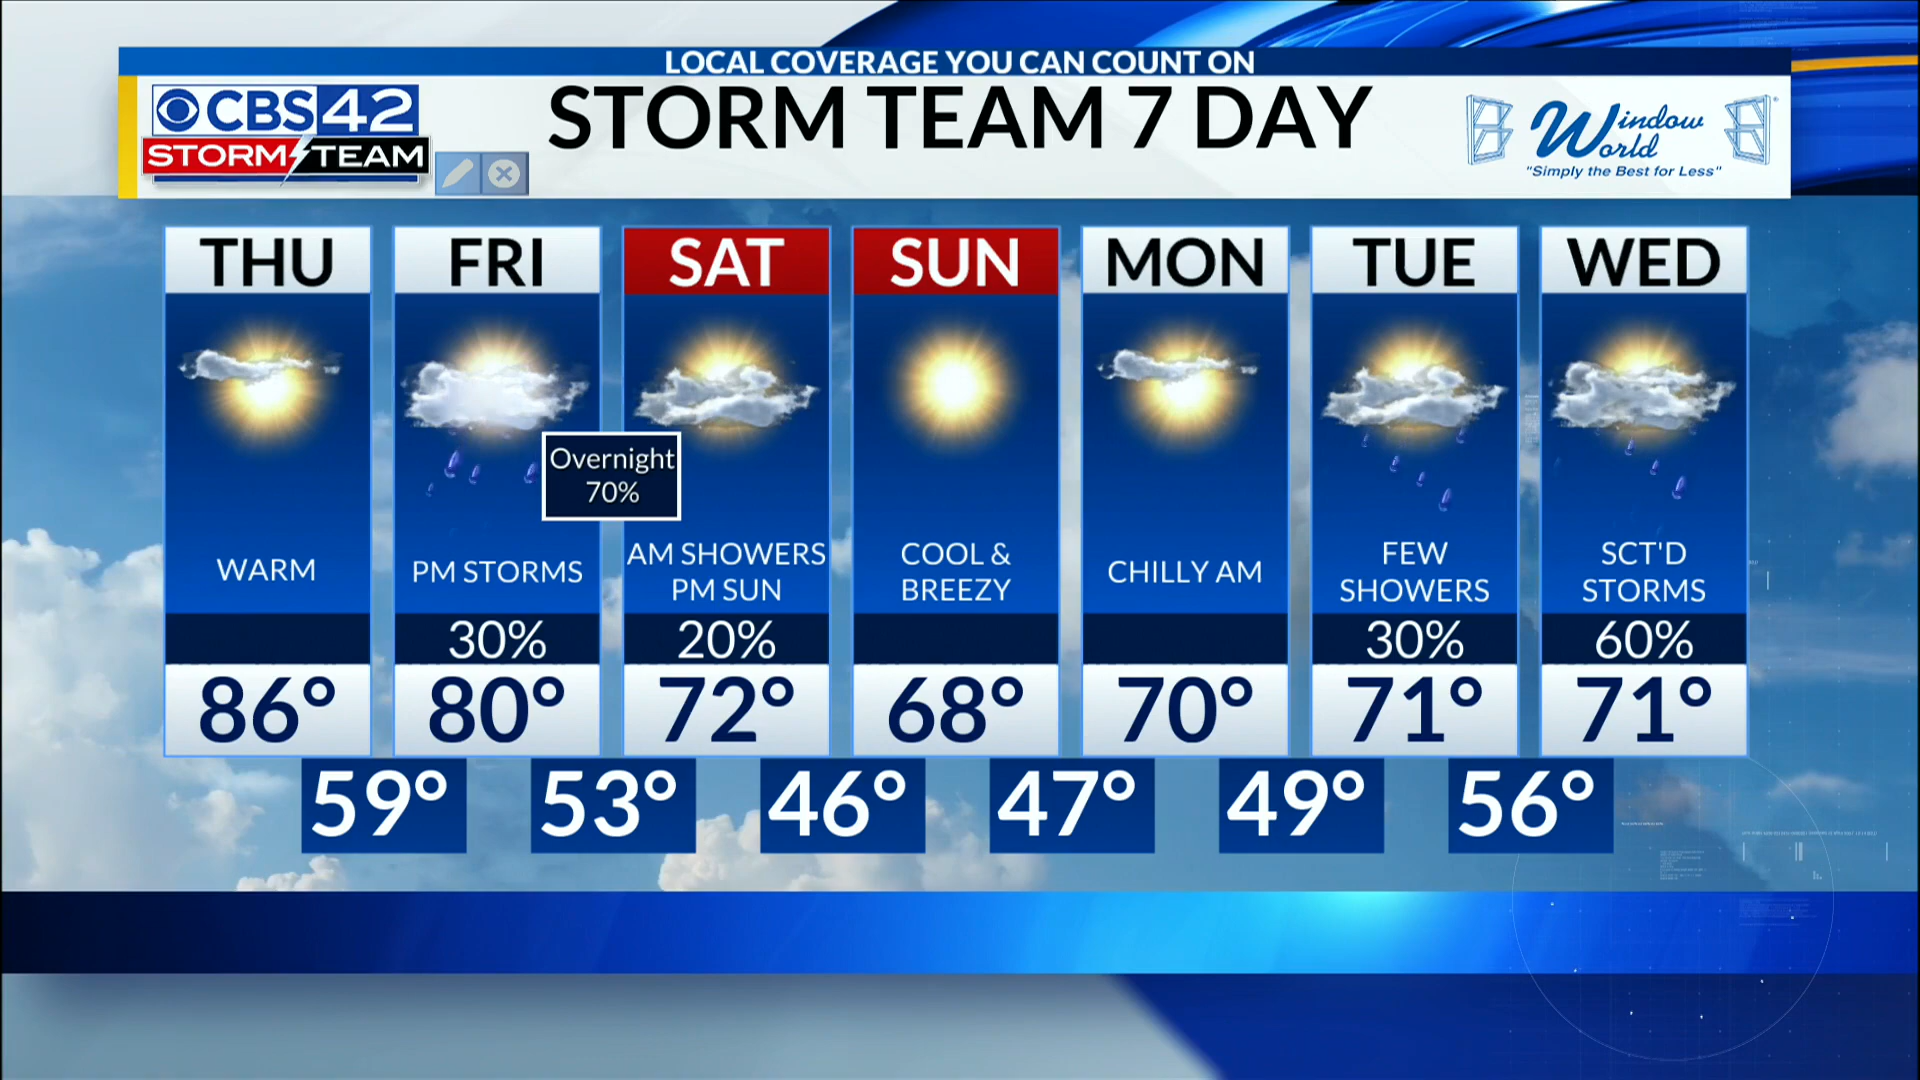 LOCAL COVERAGE YOU CAN COUNT ON
CBS 42
STORM TEAM
STORM TEAM 7 DAY
Window World
"Simply the Best for Less"
THU
FRI
SAT
SUN
MON
TUE
WED
Overnight
70%
WARM
PM STORMS
AM SHOWERS
PM SUN
COOL &
BREEZY
CHILLY AM
FEW
SHOWERS
SCT'D
STORMS
30%
20%
30%
60%
86°
80°
72°
68°
70°
71°
71°
59°
53°
46°
47°
49°
56°